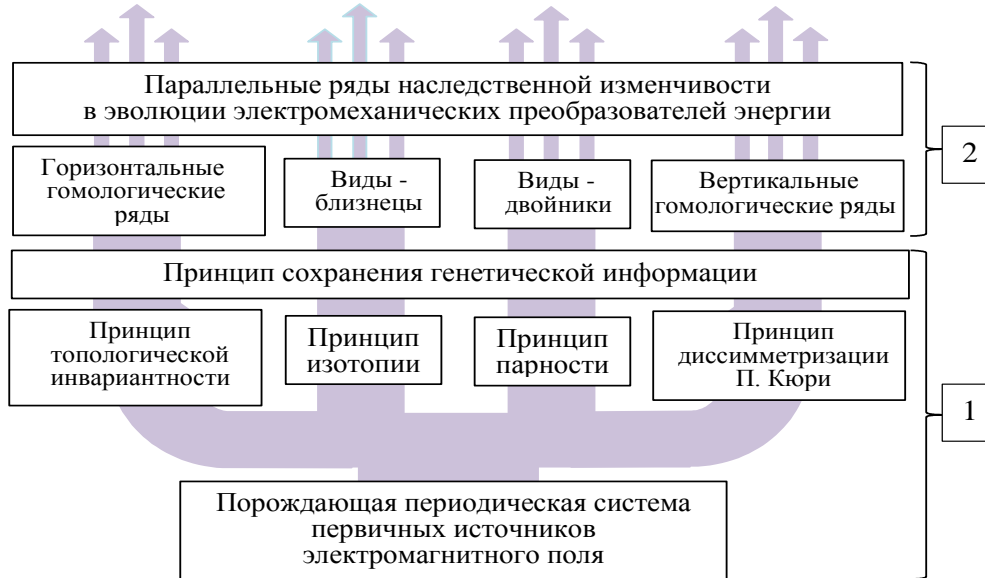 Параллельные ряды наследственной изменчивости
в эволюции электромеханических преобразователей энергии
2
Горизонтальные
гомологические
ряды
Виды -
близнецы
Виды -
двойники
Вертикальные
гомологические ряды
Принцип сохранения генетической информации
Принцип
топологической
инвариантности
Принцип
изотопии
Принцип
парности
Принцип
диссимметризации
П. Кюри
1
Порождающая периодическая система
первичных источников
электромагнитного поля